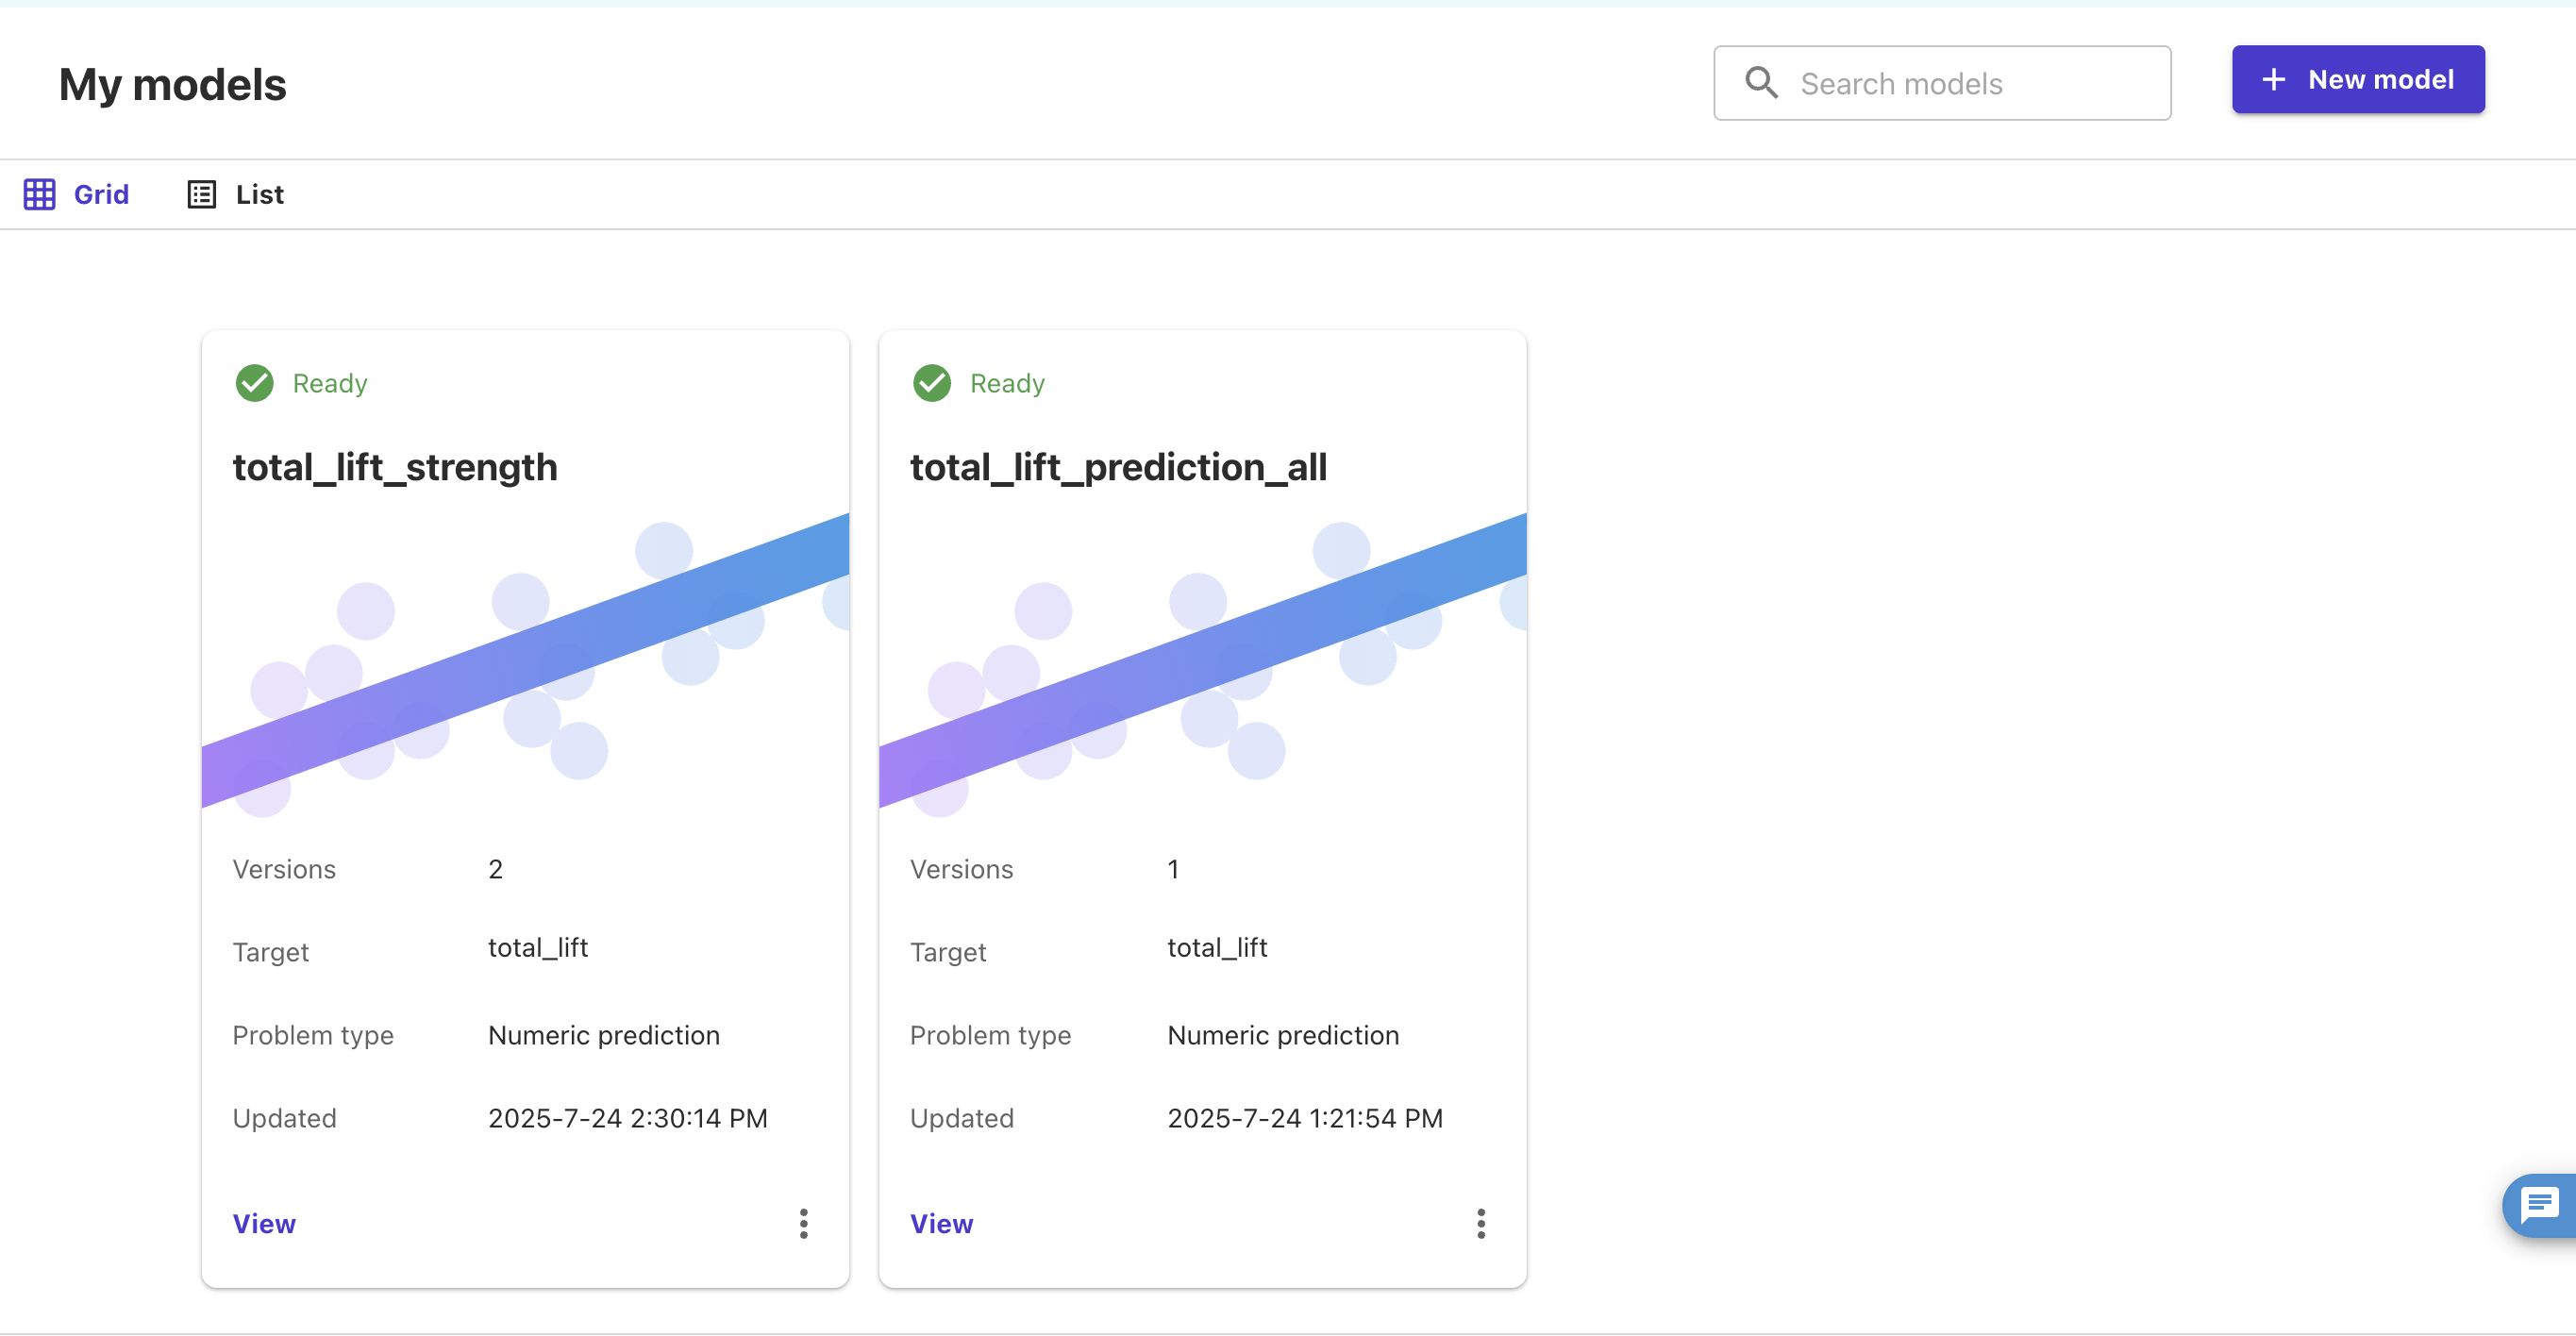 My models
Search models
+ New model
Grid
List
Ready
total_lift_strength
Versions 2
Target total_lift
Problem type Numeric prediction
Updated 2025-7-24 2:30:14 PM
View
Ready
total_lift_prediction_all
Versions 1
Target total_lift
Problem type Numeric prediction
Updated 2025-7-24 1:21:54 PM
View